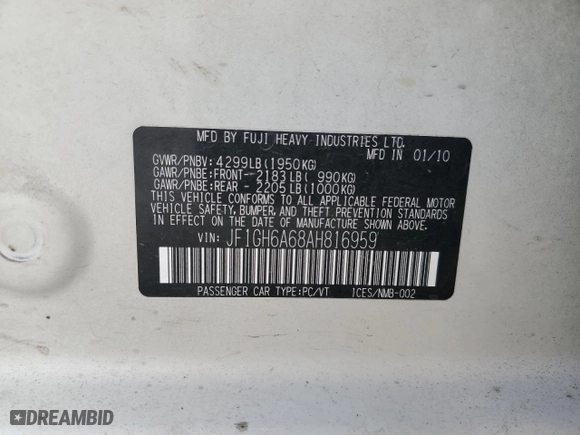 MFD BY FUJI HEAVY INDUSTRIES LTD.
MFD IN 01/10
GVWR/PNBV: 4299LB(1950KG)
GAWR/PNBE:FRONT-2183LB( 990KG)
GAWR/PNBE:REAR - 2205LB(1000KG)
THIS VEHICLE CONFORMS TO ALL APPLICABLE FEDERAL MOTOR
VEHICLE SAFETY, BUMPER, AND THEFT PREVENTION STANDARDS
IN EFFECT ON THE DATE OF MANUFACTURE SHOWN ABOVE.
VIN: JF1GH6A68AH816959
PASSENGER CAR TYPE:PC/VT ICES/NMB-002
DREAMBID